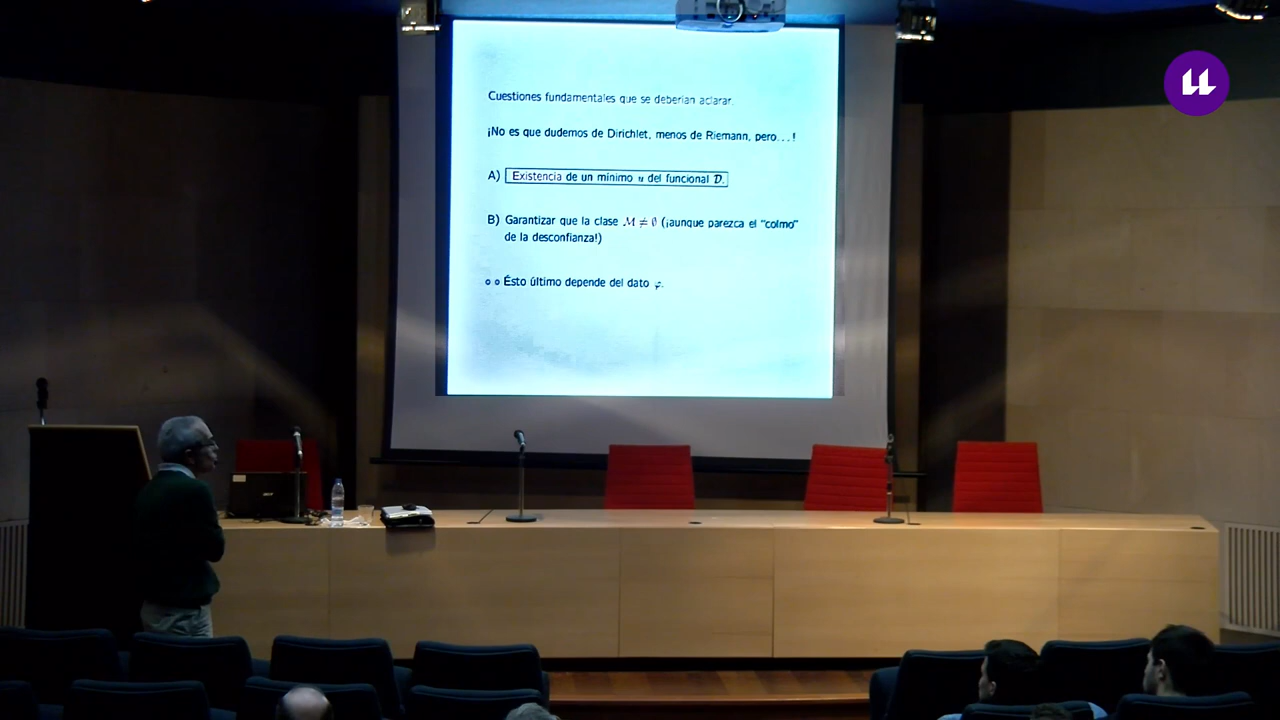 Cuestiones fundamentales que se deberían aclarar.
¡No es que dudemos de Dirichlet, menos de Riemann, pero...!
A) Existencia de un mínimo u del funcional 𝒟.
B) Garantizar que la clase ℳ ≠ ∅ (¡aunque parezca el "colmo"
de la desconfianza!)
∘∘ Ésto último depende del dato φ.